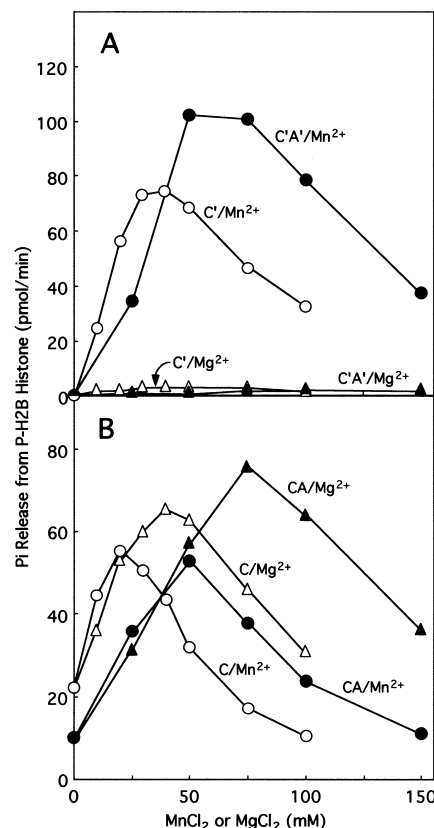 A
120
100
80
60
40
20
0
C'A'/Mn2+
C'/Mn2+
C'/Mg2+
C'A'/Mg2+
B
80
60
40
20
0
CA/Mg2+
C/Mg2+
C/Mn2+
CA/Mn2+
0 50 100 150
MnCl2 or MgCl2 (mM)
Pi Release from P-H2B Histone (pmol/min)